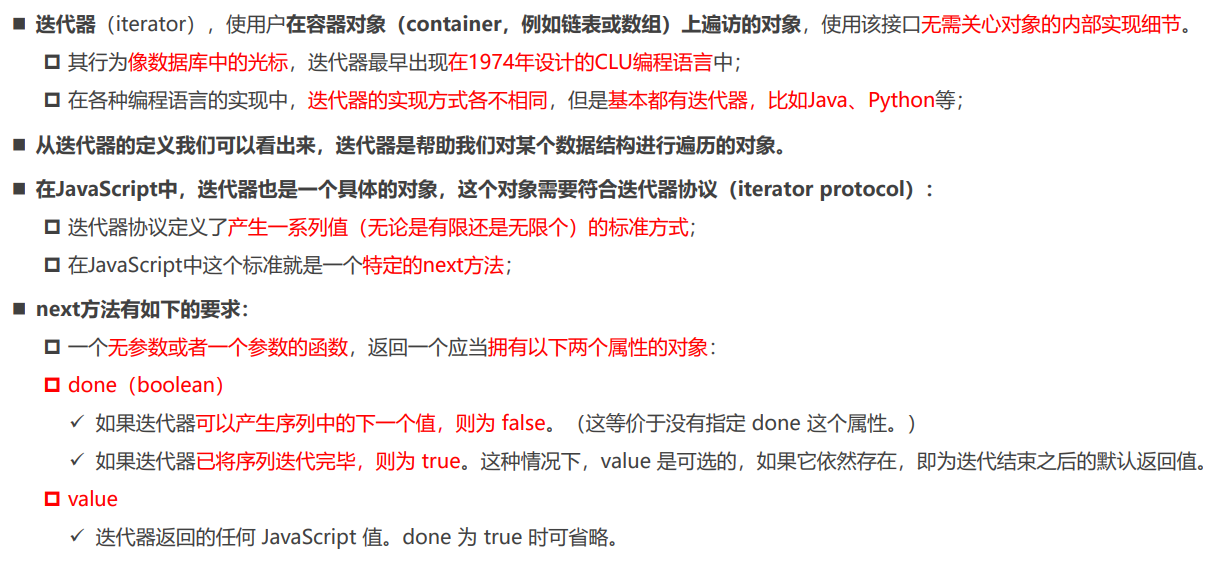 迭代器（iterator）, 使用户在容器对象（container，例如链表或数组）上遍访的对象，使用该接口无需关心对象的内部实现细节。
其行为像数据库中的光标，迭代器最早出现在1974年设计的CLU编程语言中；
在各种编程语言的实现中，迭代器的实现方式各不相同，但是基本都有迭代器，比如Java、Python等；
从迭代器的定义我们可以看出来，迭代器是帮助我们对某个数据结构进行遍历的对象。
在JavaScript中，迭代器也是一个具体的对象，这个对象需要符合迭代器协议（iterator protocol）:
迭代器协议定义了产生一系列值（无论是有限还是无限个）的标准方式；
在JavaScript中这个标准就是一个特定的next方法；
next方法有如下的要求：
一个无参数或者一个参数的函数，返回一个应当拥有以下两个属性的对象：
done（boolean）
如果迭代器可以产生序列中的下一个值，则为 false。（这等价于没有指定 done 这个属性。）
如果迭代器已将序列迭代完毕，则为 true。这种情况下，value 是可选的，如果它依然存在，即为迭代结束之后的默认返回值。
value
迭代器返回的任何 JavaScript 值。done 为 true 时可省略。